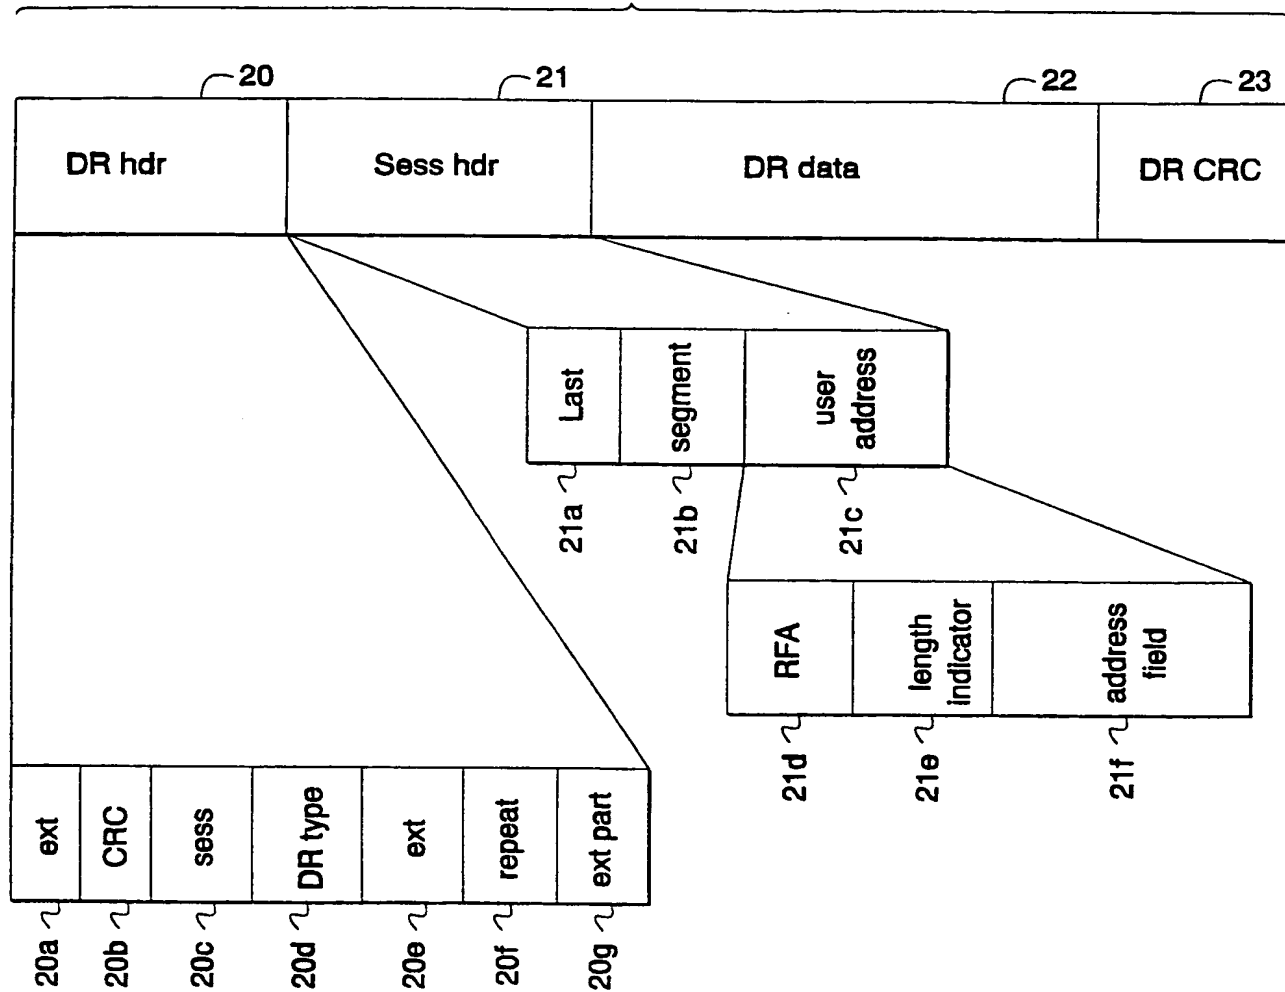 20
21
22
23
DR hdr
Sess hdr
DR data
DR CRC
Last
segment
user
address
21a
21b
21c
RFA
length
indicator
address
field
21d
21e
21f
ext
CRC
sess
DR type
ext
repeat
ext part
20a
20b
20c
20d
20e
20f
20g